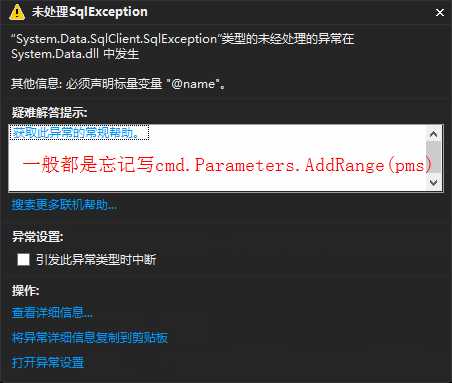 未处理SqlException
“System.Data.SqlClient.SqlException”类型的未经处理的异常在
System.Data.dll 中发生
其他信息: 必须声明标量变量 "@name"。
疑难解答提示:
获取此异常的常规帮助。
一般都是忘记写cmd.Parameters.AddRange(pms)
搜索更多联机帮助...
异常设置:
引发此异常类型时中断
操作:
查看详细信息...
将异常详细信息复制到剪贴板
打开异常设置